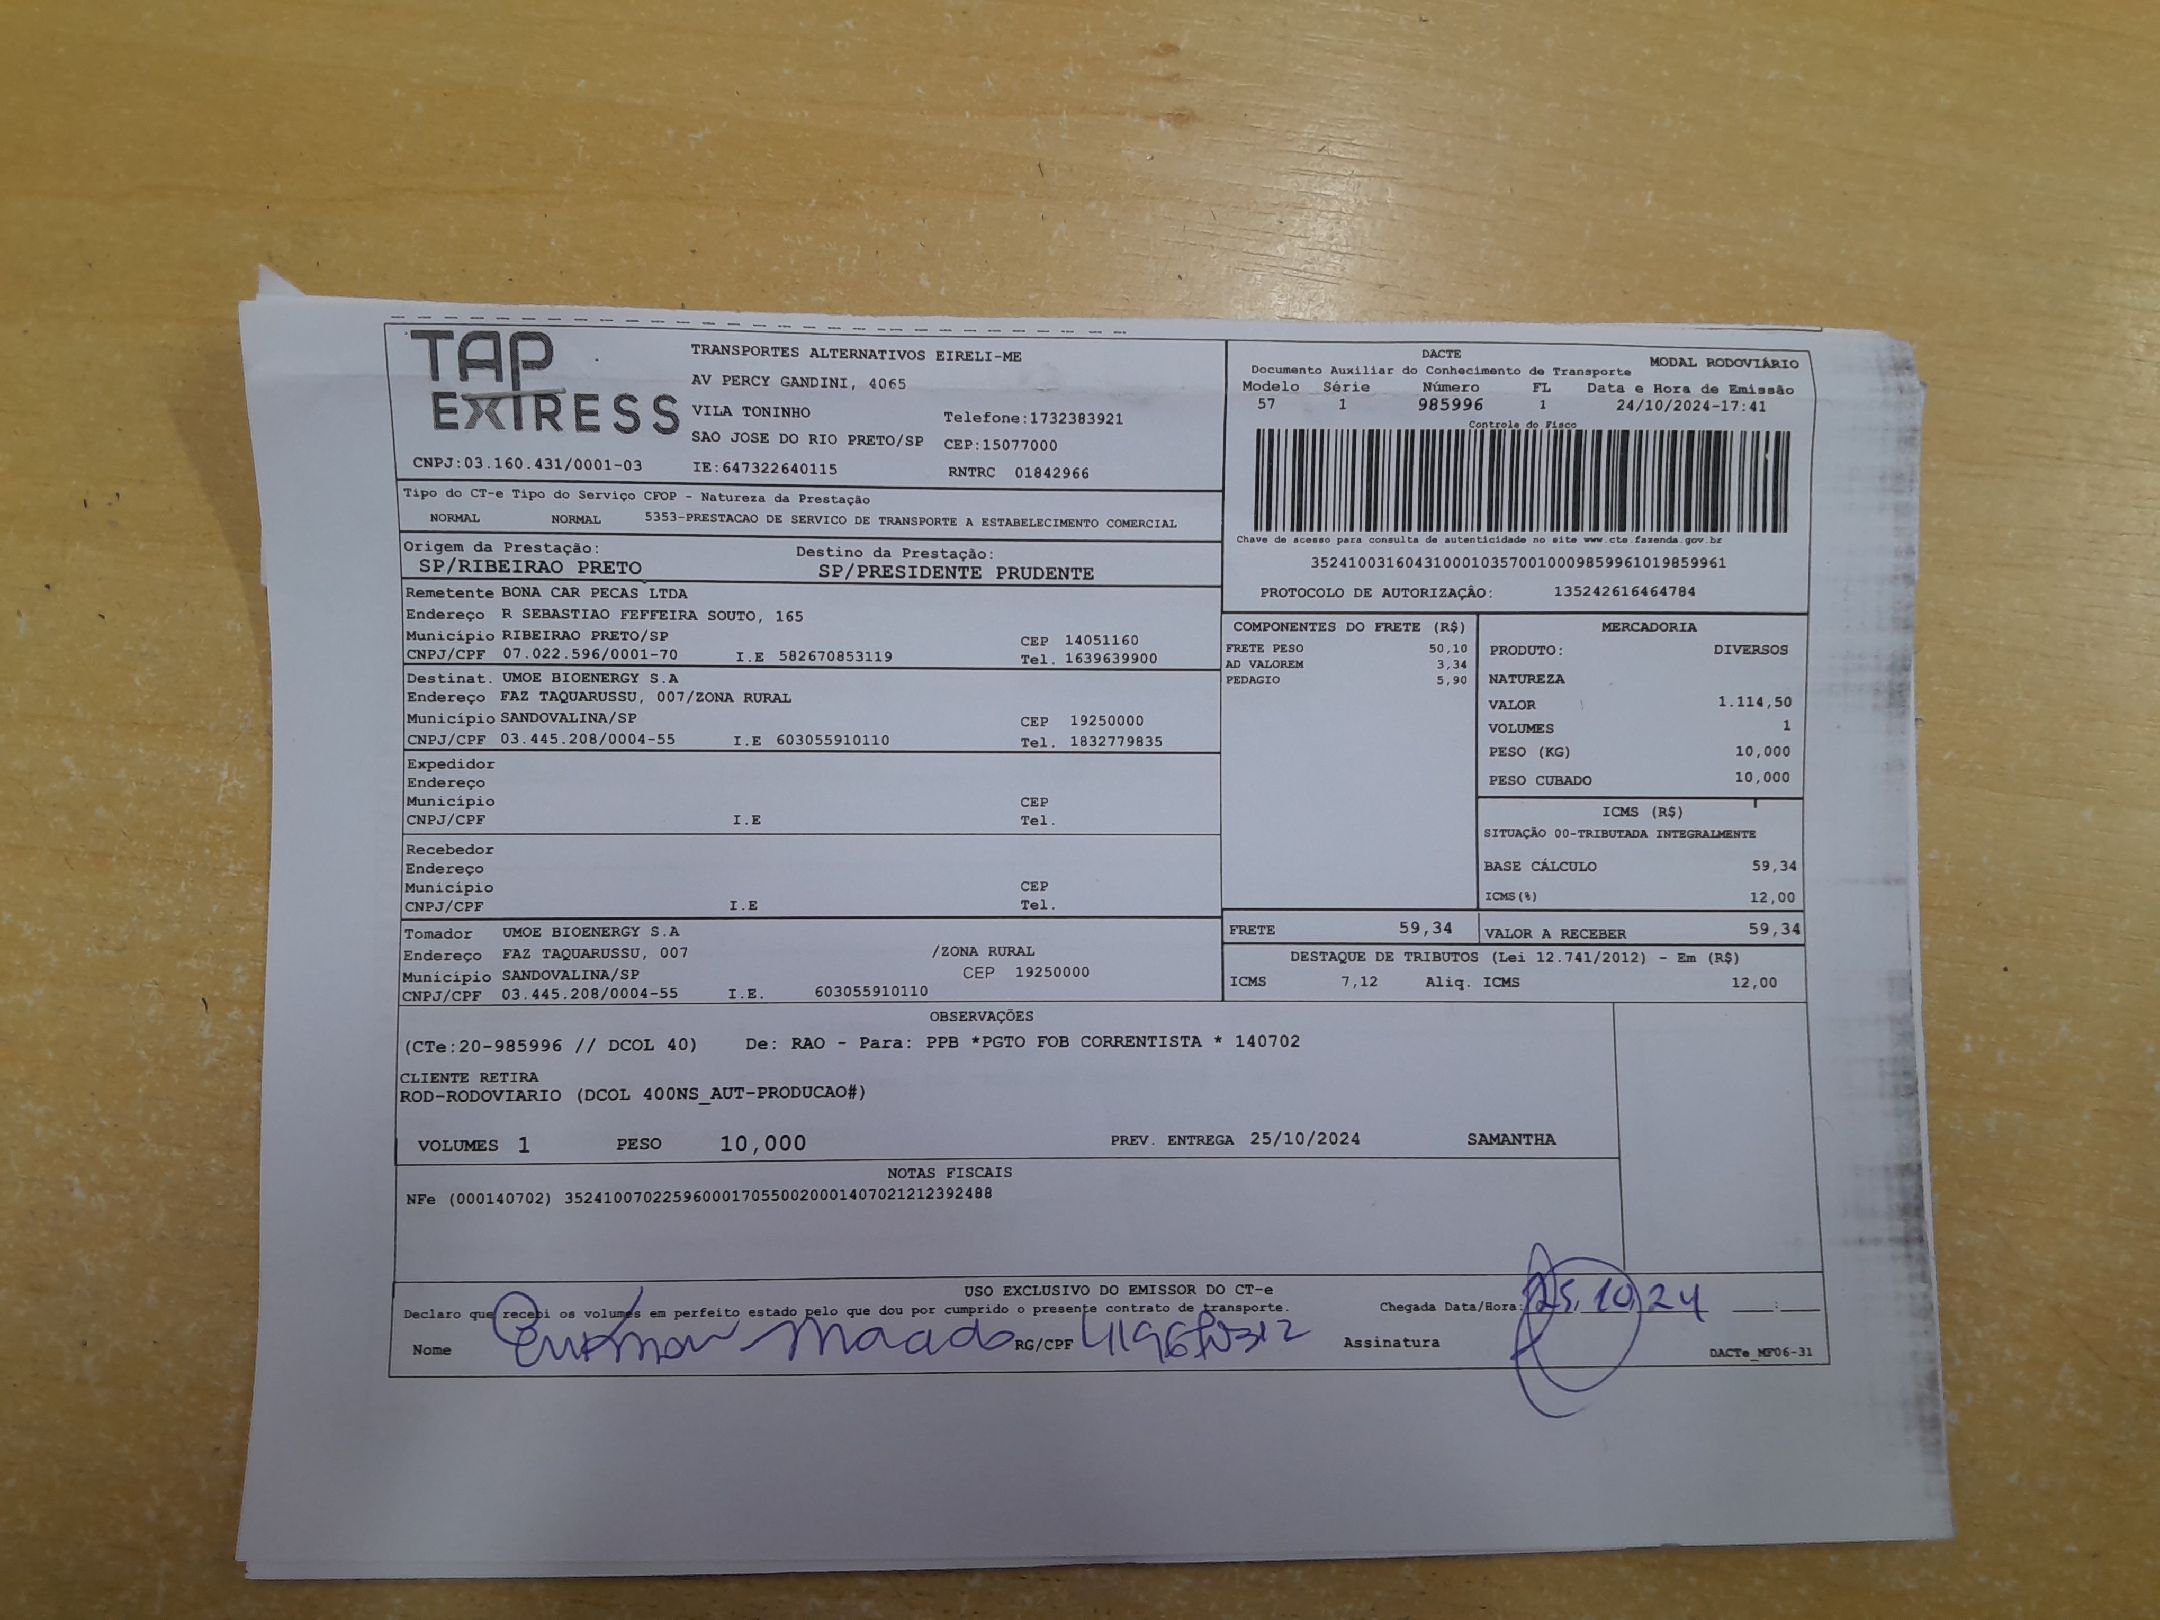 TAP EXPRESS
TRANSPORTES ALTERNATIVOS EIRELI-ME
AV PERCY GANDINI, 4065
VILA TONINHO Telefone:1732383921
SAO JOSE DO RIO PRETO/SP CEP:15077000
CNPJ:03.160.431/0001-03 IE:647322640115 RNTRC 01842966
DACTE MODAL RODOVIÁRIO
Documento Auxiliar do Conhecimento de Transporte
Modelo Série Número FL Data e Hora de Emissão
57 1 985996 1 24/10/2024-17:41
Controle do Fisco
Chave de acesso para consulta de autenticidade no site www.cte.fazenda.gov.br
35241003160431000103570010009859961019859961
PROTOCOLO DE AUTORIZAÇÂO: 135242616464784
Tipo do CT-e Tipo do Serviço CFOP - Natureza da Prestação
NORMAL NORMAL 5353-PRESTACAO DE SERVICO DE TRANSPORTE A ESTABELECIMENTO COMERCIAL
Origem da Prestação: Destino da Prestação:
SP/RIBEIRAO PRETO SP/PRESIDENTE PRUDENTE
Remetente BONA CAR PECAS LTDA
Endereço R SEBASTIAO FEFFEIRA SOUTO, 165
Município RIBEIRAO PRETO/SP CEP 14051160
CNPJ/CPF 07.022.596/0001-70 I.E 582670853119 Tel. 1639639900
Destinat. UMOE BIOENERGY S.A
Endereço FAZ TAQUARUSSU, 007/ZONA RURAL
Município SANDOVALINA/SP CEP 19250000
CNPJ/CPF 03.445.208/0004-55 I.E 603055910110 Tel. 1832779835
Expedidor
Endereço
Município CEP
CNPJ/CPF I.E Tel.
Recebedor
Endereço
Município CEP
CNPJ/CPF I.E Tel.
Tomador UMOE BIOENERGY S.A
Endereço FAZ TAQUARUSSU, 007 /ZONA RURAL
Município SANDOVALINA/SP CEP 19250000
CNPJ/CPF 03.445.208/0004-55 I.E. 603055910110
COMPONENTES DO FRETE (R$)
FRETE PESO 50,10
AD VALOREM 3,34
PEDAGIO 5,90
MERCADORIA
PRODUTO: DIVERSOS
NATUREZA
VALOR 1.114,50
VOLUMES 1
PESO (KG) 10,000
PESO CUBADO 10,000
ICMS (R$)
SITUAÇÃO 00-TRIBUTADA INTEGRALMENTE
BASE CÁLCULO 59,34
ICMS(%) 12,00
FRETE 59,34 VALOR A RECEBER 59,34
DESTAQUE DE TRIBUTOS (Lei 12.741/2012) - Em (R$)
ICMS 7,12 Aliq. ICMS 12,00
OBSERVAÇÕES
(CTe:20-985996 // DCOL 40) De: RAO - Para: PPB *PGTO FOB CORRENTISTA * 140702
CLIENTE RETIRA
ROD-RODOVIARIO (DCOL 400NS_AUT-PRODUCAO#)
VOLUMES 1 PESO 10,000 PREV. ENTREGA 25/10/2024 SAMANTHA
NOTAS FISCAIS
NFe (000140702) 35241007022596000170550020001407021212392488
USO EXCLUSIVO DO EMISSOR DO CT-e
Declaro que recebi os volumes em perfeito estado pelo que dou por cumprido o presente contrato de transporte. Chegada Data/Hora: 25.10.24 __:__
Nome RG/CPF Assinatura
DACTe_MF06-31